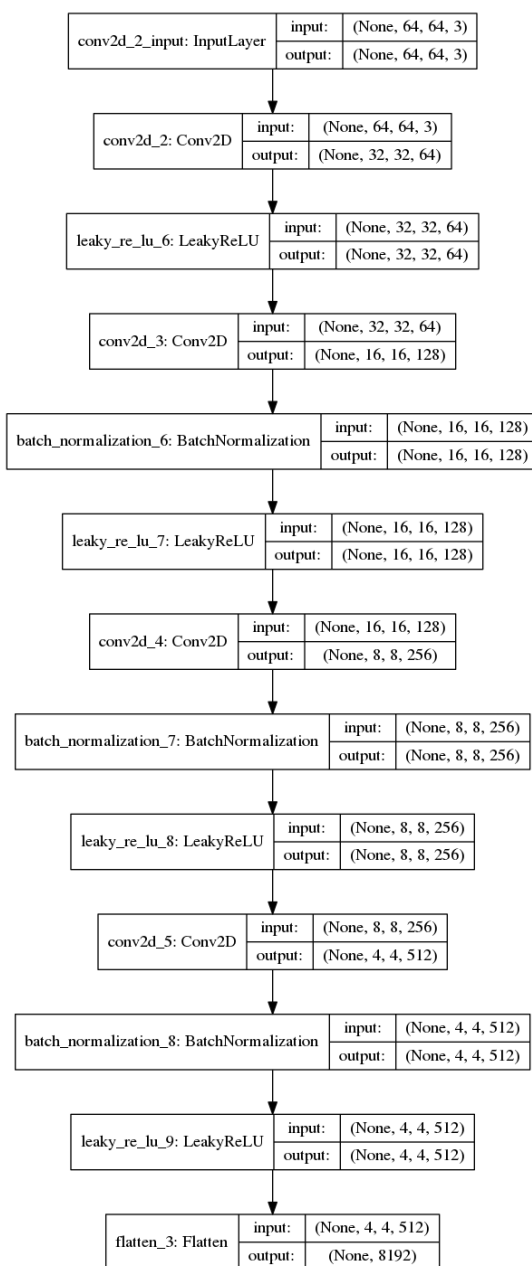 conv2d_2_input: InputLayer
input: (None, 64, 64, 3)
output: (None, 64, 64, 3)
conv2d_2: Conv2D
input: (None, 64, 64, 3)
output: (None, 32, 32, 64)
leaky_re_lu_6: LeakyReLU
input: (None, 32, 32, 64)
output: (None, 32, 32, 64)
conv2d_3: Conv2D
input: (None, 32, 32, 64)
output: (None, 16, 16, 128)
batch_normalization_6: BatchNormalization
input: (None, 16, 16, 128)
output: (None, 16, 16, 128)
leaky_re_lu_7: LeakyReLU
input: (None, 16, 16, 128)
output: (None, 16, 16, 128)
conv2d_4: Conv2D
input: (None, 16, 16, 128)
output: (None, 8, 8, 256)
batch_normalization_7: BatchNormalization
input: (None, 8, 8, 256)
output: (None, 8, 8, 256)
leaky_re_lu_8: LeakyReLU
input: (None, 8, 8, 256)
output: (None, 8, 8, 256)
conv2d_5: Conv2D
input: (None, 8, 8, 256)
output: (None, 4, 4, 512)
batch_normalization_8: BatchNormalization
input: (None, 4, 4, 512)
output: (None, 4, 4, 512)
leaky_re_lu_9: LeakyReLU
input: (None, 4, 4, 512)
output: (None, 4, 4, 512)
flatten_3: Flatten
input: (None, 4, 4, 512)
output: (None, 8192)